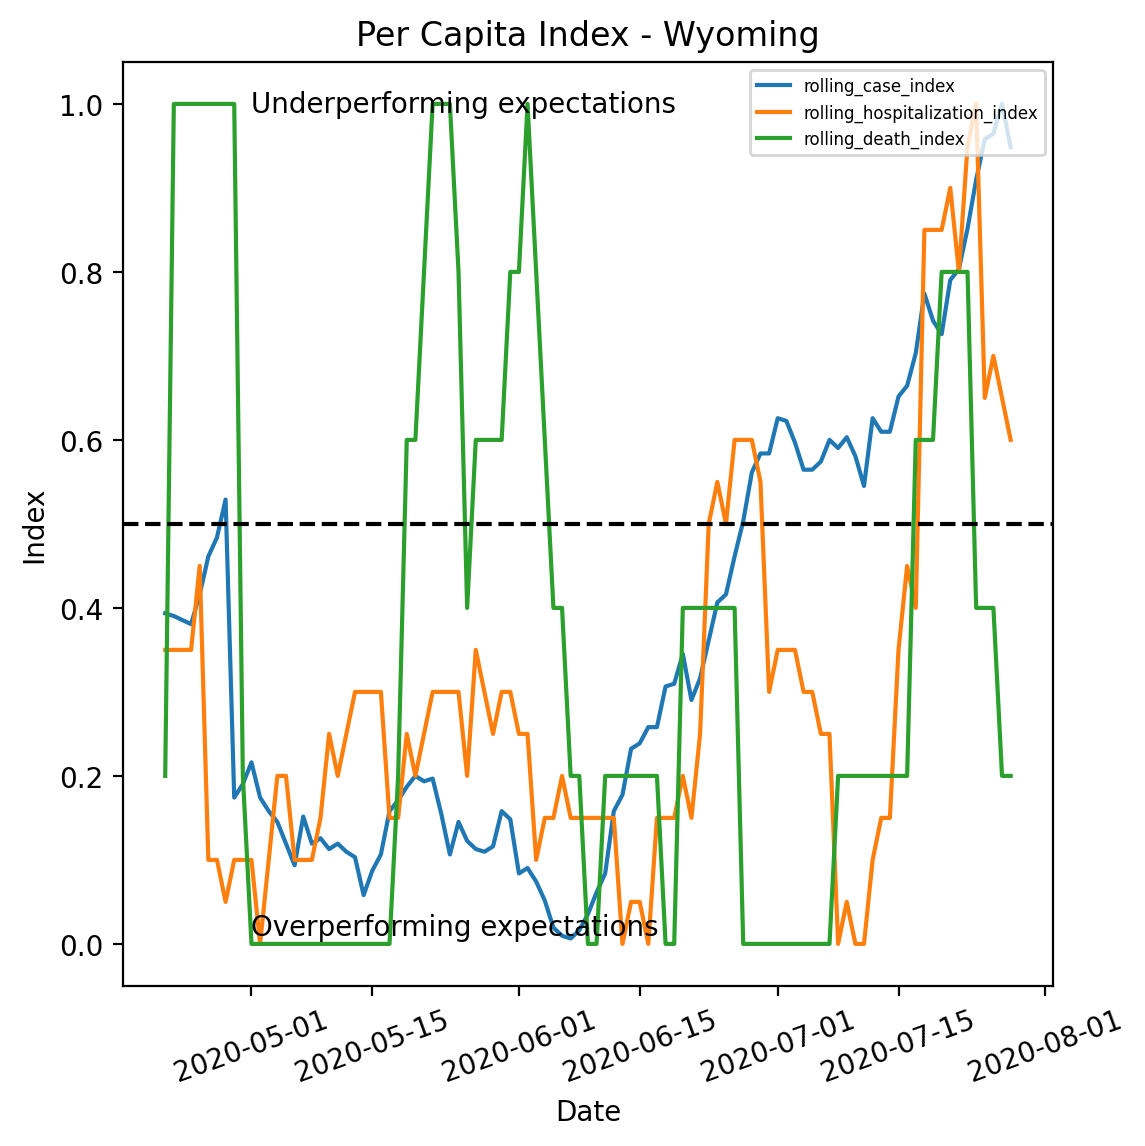 Per Capita Index - Wyoming
1.0
0.8
0.6
0.4
0.2
0.0
Index
Underperforming expectations
rolling_case_index
rolling_hospitalization_index
rolling_death_index
Overperforming expectations
2020-05-01
2020-05-15
2020-06-01
2020-06-15
2020-07-01
2020-07-15
2020-08-01
Date